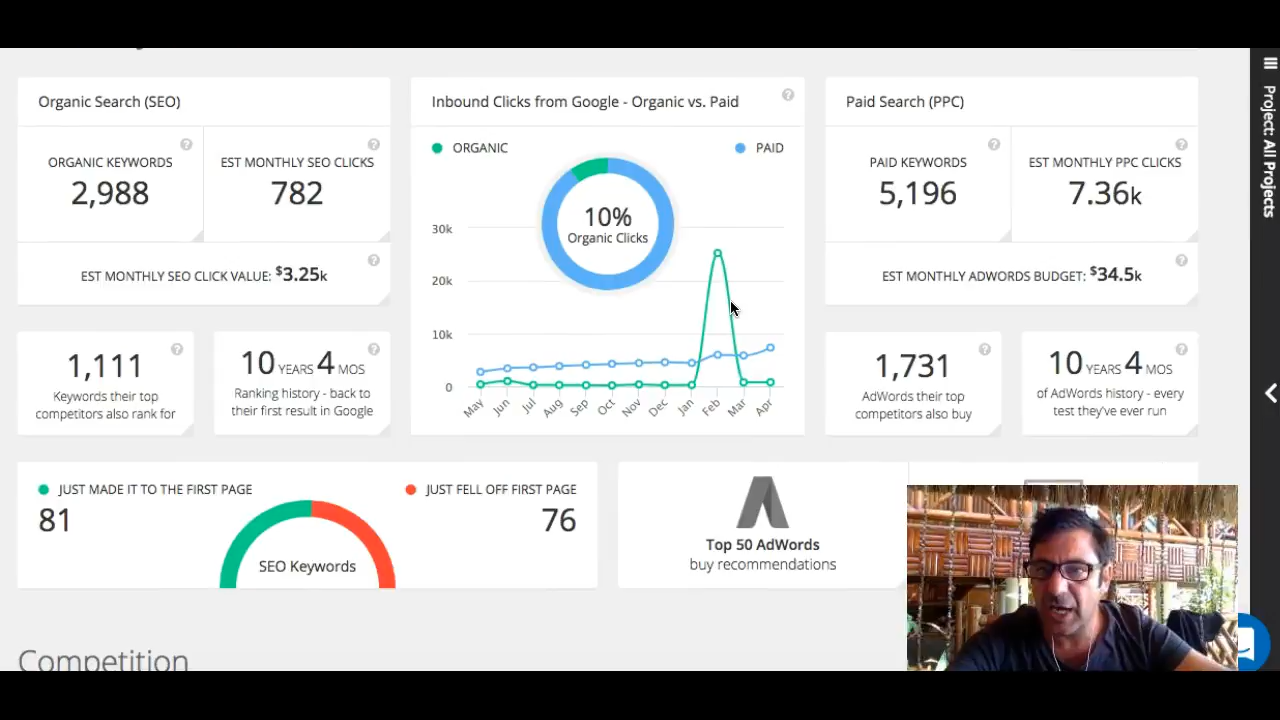 Organic Search (SEO)
ORGANIC KEYWORDS
2,988
EST MONTHLY SEO CLICKS
782
EST MONTHLY SEO CLICK VALUE: $3.25k
1,111
Keywords their top
competitors also rank for
10 YEARS 4 MOS
Ranking history - back to
their first result in Google
Inbound Clicks from Google - Organic vs. Paid
ORGANIC
PAID
10%
Organic Clicks
30k
20k
10k
0
May Jun Jul Aug Sep Oct Nov Dec Jan Feb Mar Apr
Paid Search (PPC)
PAID KEYWORDS
5,196
EST MONTHLY PPC CLICKS
7.36k
EST MONTHLY ADWORDS BUDGET: $34.5k
1,731
AdWords their top
competitors also buy
10 YEARS 4 MOS
of AdWords history - every
test they've ever run
JUST MADE IT TO THE FIRST PAGE
81
JUST FELL OFF FIRST PAGE
76
SEO Keywords
Top 50 AdWords
buy recommendations
Competition
Project: All Projects